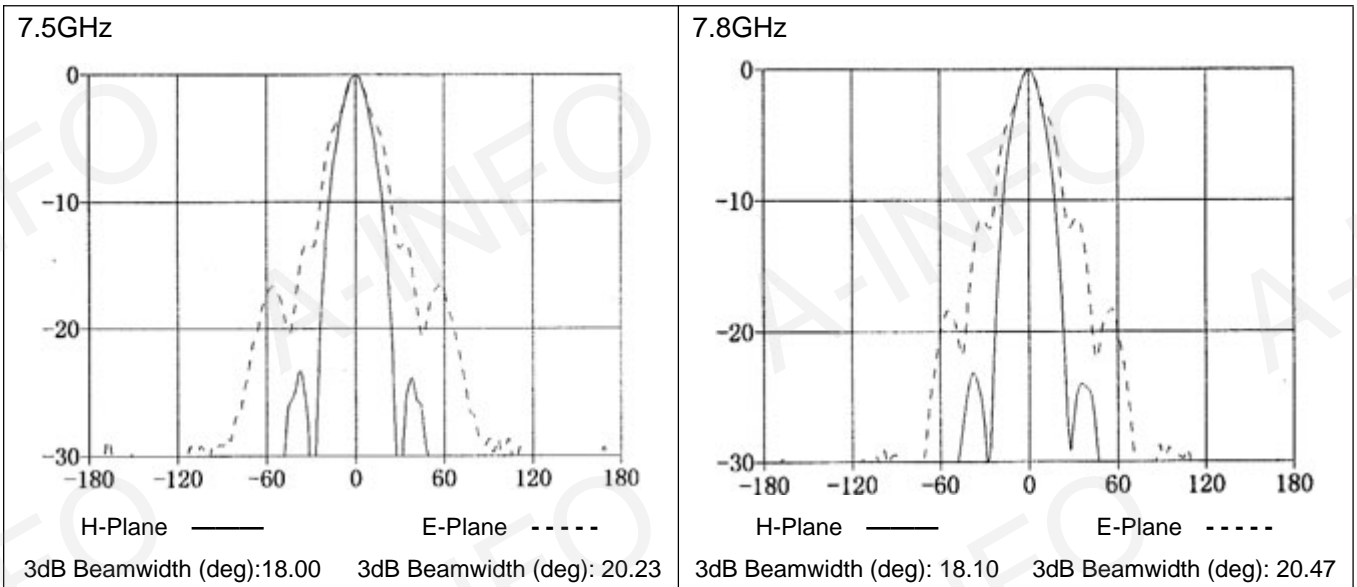 7.5GHz
0
-10
-20
-30
-180 -120 -60 0 60 120 180
H-Plane E-Plane
3dB Beamwidth (deg):18.00 3dB Beamwidth (deg): 20.23
7.8GHz
0
-10
-20
-30
-180 -120 -60 0 60 120 180
H-Plane E-Plane
3dB Beamwidth (deg): 18.10 3dB Beamwidth (deg): 20.47
A-INFO
A-INFO